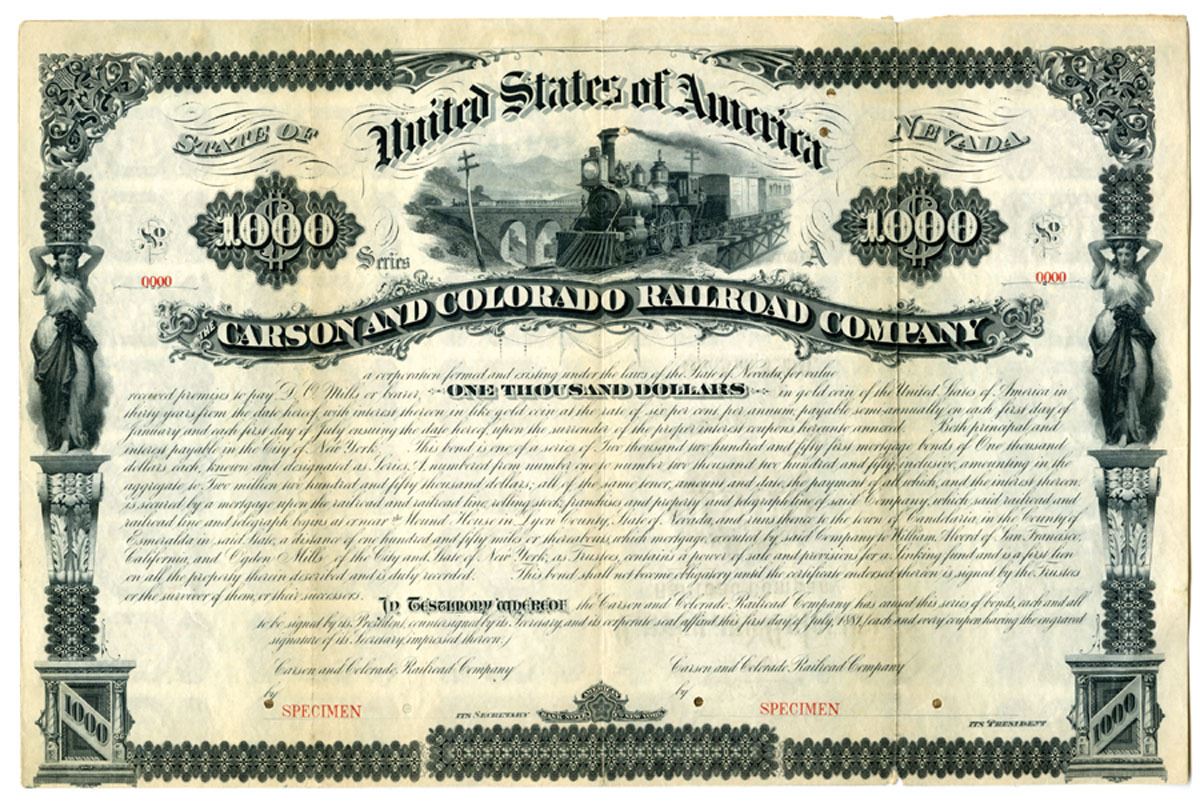 United States of America
STATE OF NEVADA
1000 1000
No No
Series A
0000 0000
THE CARSON AND COLORADO RAILROAD COMPANY
a corporation formed and existing under the laws of the State of Nevada, for value
received promises to pay D. O. Mills or bearer, ONE THOUSAND DOLLARS in gold coin of the United States of America in
thirty years from the date hereof, with interest thereon in like gold coin at the rate of six per cent. per annum, payable semi-annually on each first day of
January and each first day of July ensuing the date hereof, upon the surrender of the proper interest coupons hereunto annexed. Both principal and
interest payable in the City of New York. This bond is one of a series of Two thousand two hundred and fifty first mortgage bonds of One thousand
dollars each, known and designated as Series A numbered from number one to number two thousand two hundred and fifty, inclusive, amounting in the
aggregate to Two million two hundred and fifty thousand dollars; all of the same tenor, amount and date, the payment of all which, and the interest thereon
is secured by a mortgage upon the railroad and railroad line, rolling stock, franchises and property and telegraph line of said Company, which said railroad and
railroad line and telegraph begins at or near the Mound House in Lyon County, State of Nevada, and runs thence to the town of Candelaria, in the County of
Esmeralda in said State, a distance of one hundred and fifty miles or thereabouts, which mortgage, executed by said Company to William Alvord of San Francisco,
California, and Ogden Mills of the City and State of New York, as Trustees, contains a power of sale and provisions for a Sinking fund and is a first lien
on all the property therein described and is duly recorded. This bond shall not become obligatory until the certificate endorsed thereon is signed by the Trustees
or the survivor of them, or their successors. In Testimony whereof the Carson and Colorado Railroad Company has caused this series of bonds, each and all
to be signed by its President, countersigned by its Secretary, and its corporate seal affixed this first day of July, 1881, (each and every coupon having the engraved
signature of its Secretary impressed thereon.)
Carson and Colorado Railroad Company Carson and Colorado Railroad Company
by SPECIMEN ITS SECRETARY by SPECIMEN ITS PRESIDENT
AMERICAN
BANK NOTE CO NEW YORK
1000 1000